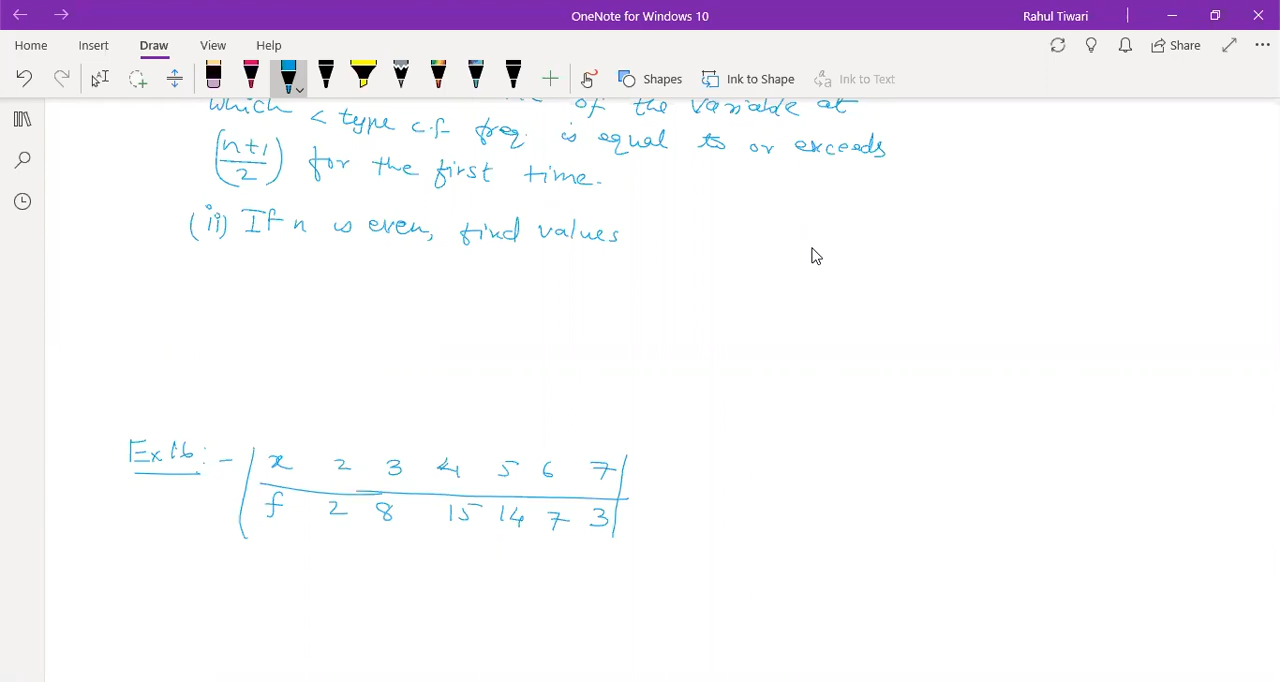 OneNote for Windows 10
Rahul Tiwari
Home Insert Draw View Help
Share
Shapes
Ink to Shape
Ink to Text
which < type c.f freq. of the variable at
is equal to or exceeds
(n+1/2) for the first time.
(ii) If n is even, find values
Ex16: -
x 2 3 4 5 6 7
f 2 8 15 14 7 3